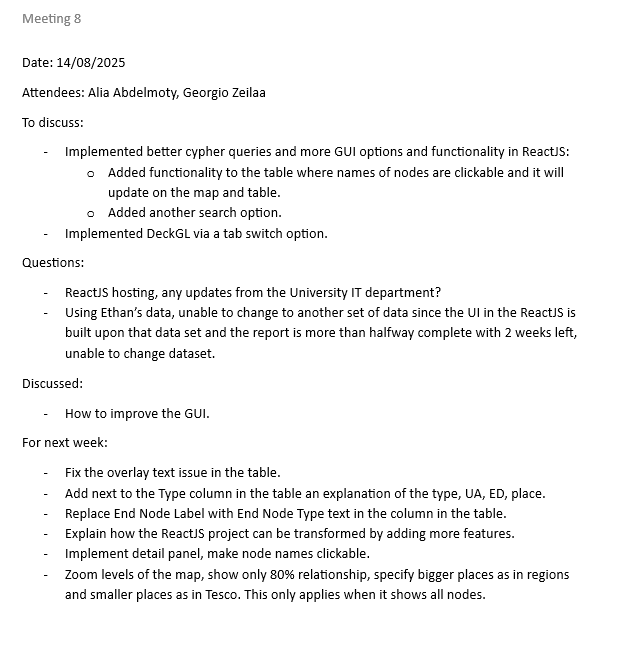 Meeting 8
Date: 14/08/2025
Attendees: Alia Abdelmoty, Georgio Zeilaa
To discuss:
- Implemented better cypher queries and more GUI options and functionality in ReactJS:
o Added functionality to the table where names of nodes are clickable and it will
update on the map and table.
o Added another search option.
- Implemented DeckGL via a tab switch option.
Questions:
- ReactJS hosting, any updates from the University IT department?
- Using Ethan’s data, unable to change to another set of data since the UI in the ReactJS is
built upon that data set and the report is more than halfway complete with 2 weeks left,
unable to change dataset.
Discussed:
- How to improve the GUI.
For next week:
- Fix the overlay text issue in the table.
- Add next to the Type column in the table an explanation of the type, UA, ED, place.
- Replace End Node Label with End Node Type text in the column in the table.
- Explain how the ReactJS project can be transformed by adding more features.
- Implement detail panel, make node names clickable.
- Zoom levels of the map, show only 80% relationship, specify bigger places as in regions
and smaller places as in Tesco. This only applies when it shows all nodes.